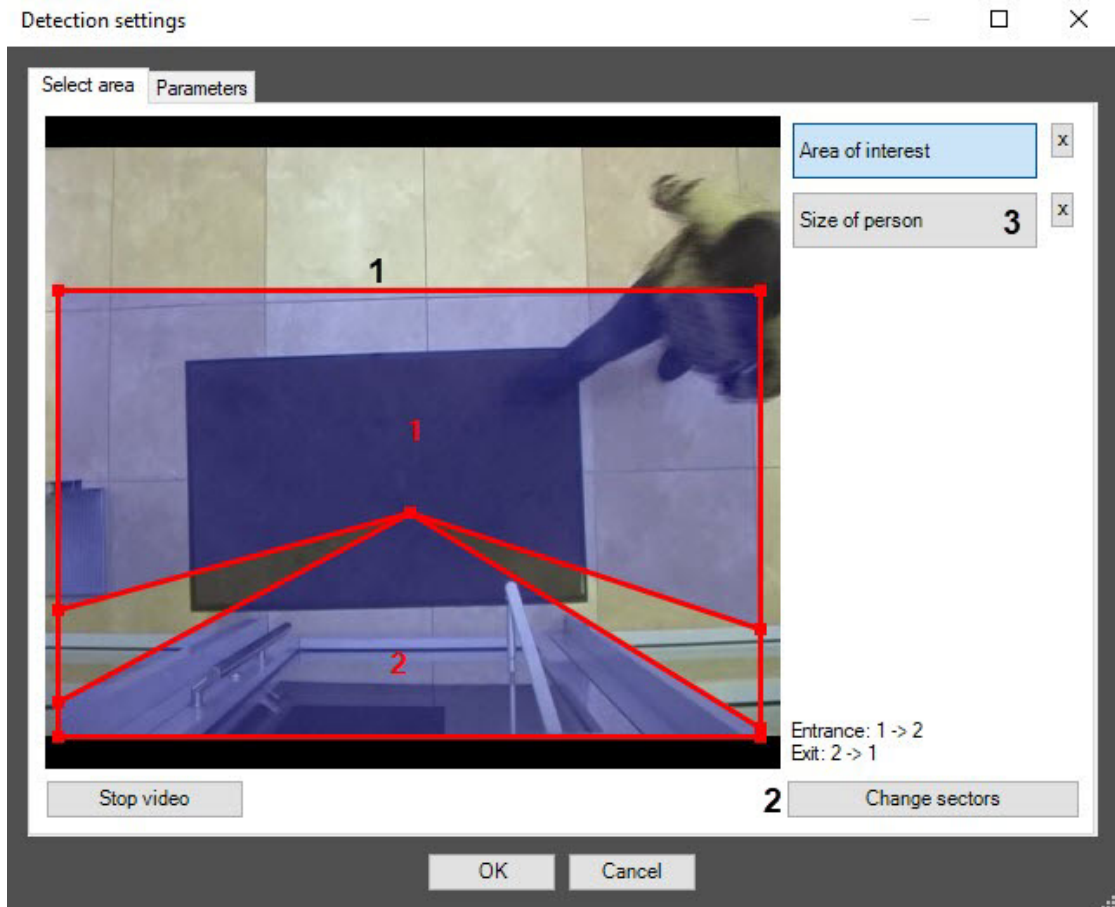 Detection settings
Select area Parameters
Area of interest x
Size of person 3 x
1
1
2
Entrance: 1 -> 2
Exit: 2 -> 1
Stop video 2 Change sectors
OK Cancel